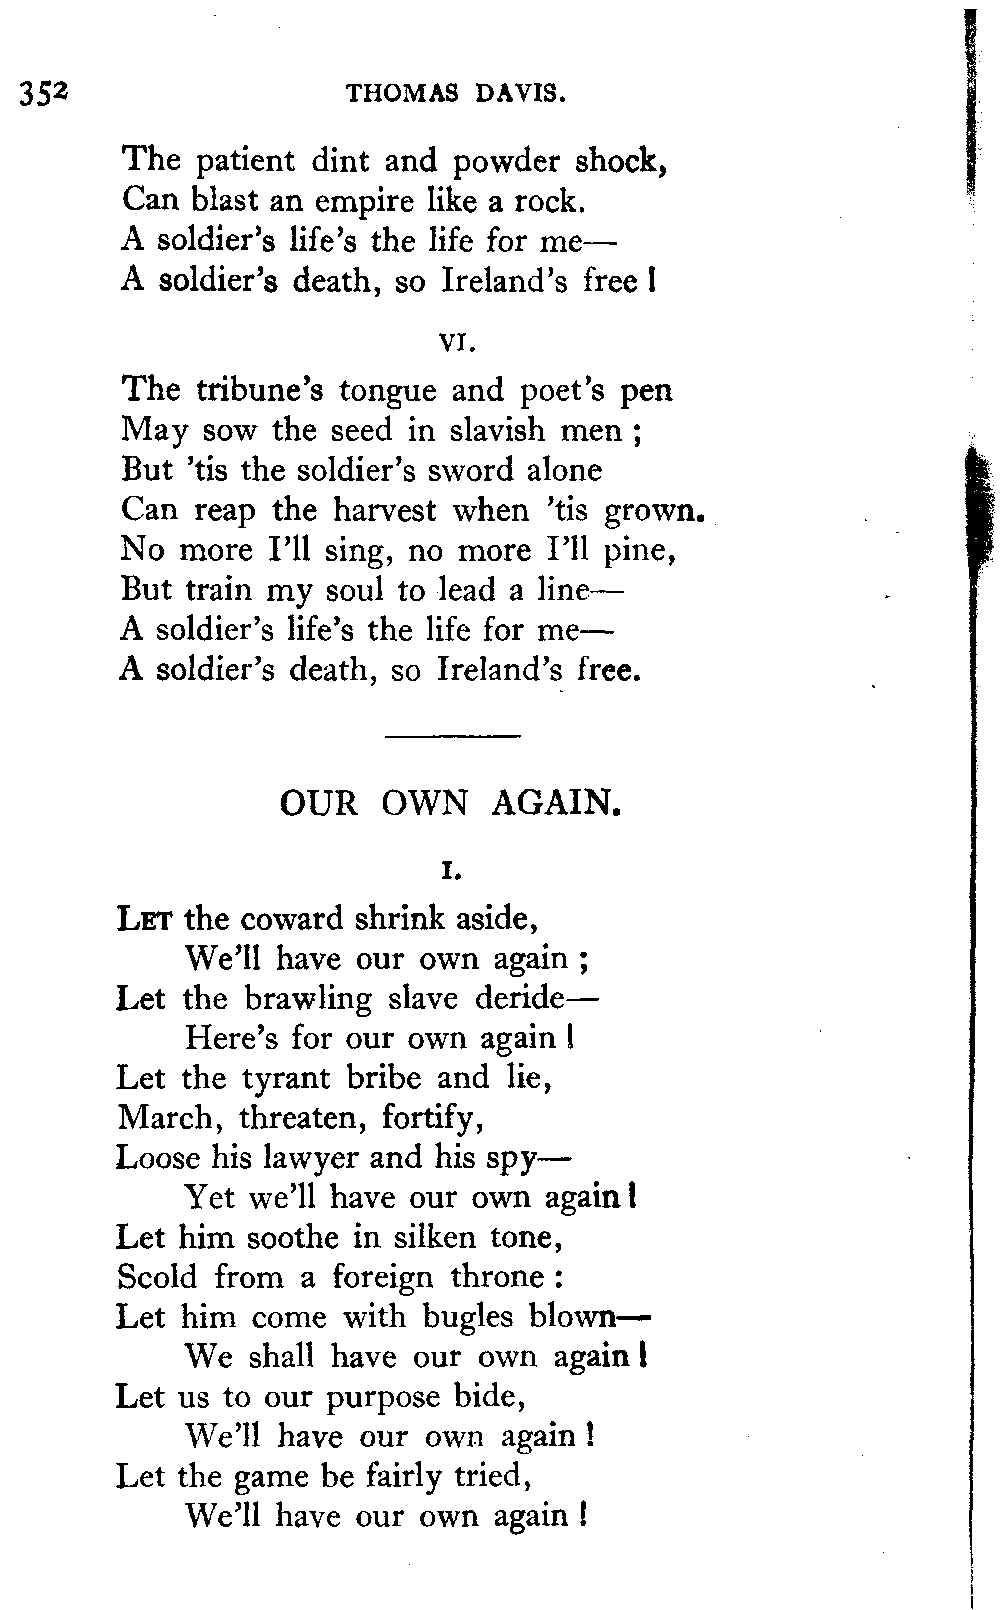 352 THOMAS DAVIS.
The patient dint and powder shock,
Can blast an empire like a rock.
A soldier's life's the life for me—
A soldier's death, so Ireland's free!
VI.
The tribune's tongue and poet's pen
May sow the seed in slavish men ;
But 'tis the soldier's sword alone
Can reap the harvest when 'tis grown.
No more I'll sing, no more I'll pine,
But train my soul to lead a line—
A soldier's life's the life for me—
A soldier's death, so Ireland's free.
OUR OWN AGAIN.
I.
LET the coward shrink aside,
We'll have our own again ;
Let the brawling slave deride—
Here's for our own again !
Let the tyrant bribe and lie,
March, threaten, fortify,
Loose his lawyer and his spy—
Yet we'll have our own again!
Let him soothe in silken tone,
Scold from a foreign throne :
Let him come with bugles blown—
We shall have our own again!
Let us to our purpose bide,
We'll have our own again !
Let the game be fairly tried,
We'll have our own again !